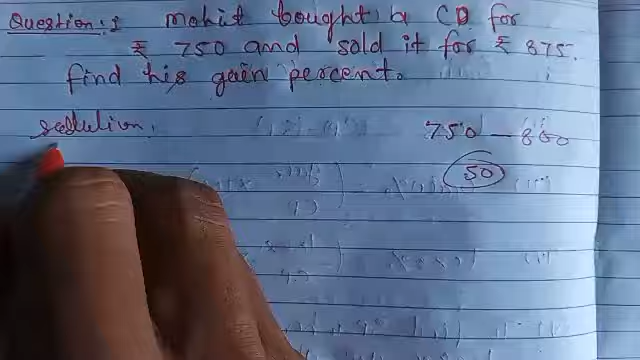 Question:: Mohit bought a CD for
₹ 750 and sold it for ₹ 875.
find his gain percent.
solution.
750 - 800
50